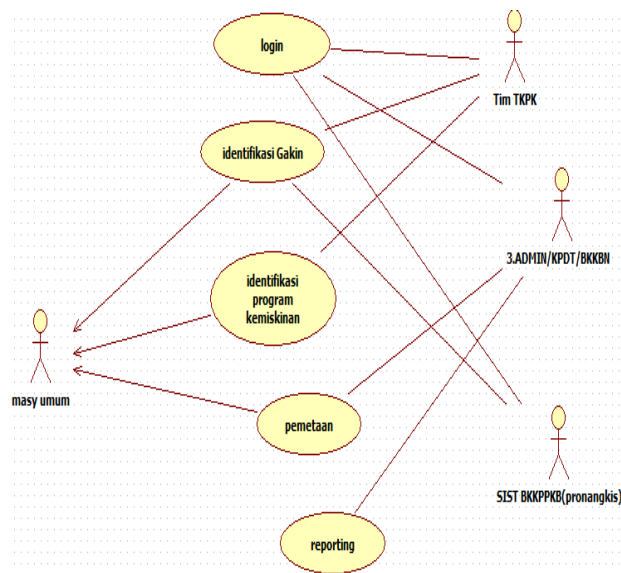 login
Tim TKPK
identifikasi Gakin
3.ADMIN/KPDT/BKKBN
identifikasi
program
kemiskinan
masy umum
pemetaan
SIST BKKPPKB(pronangkis)
reporting